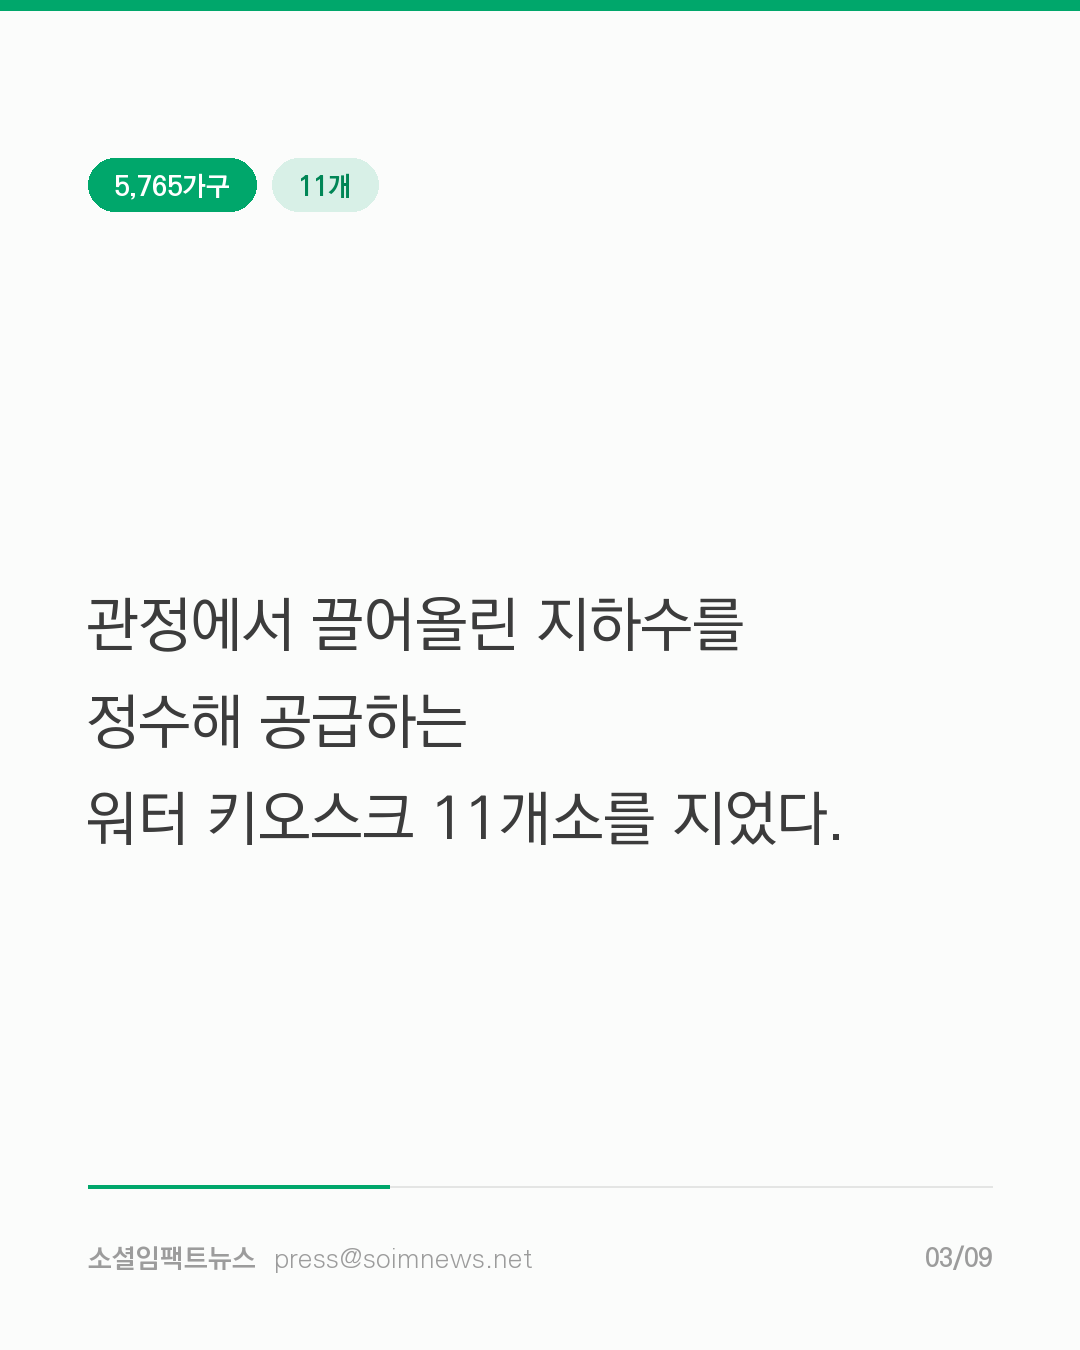 5,765가구 11개
관정에서 끌어올린 지하수를
정수해 공급하는
워터 키오스크 11개소를 지었다.
소셜임팩트뉴스 press@soimnews.net 03/09